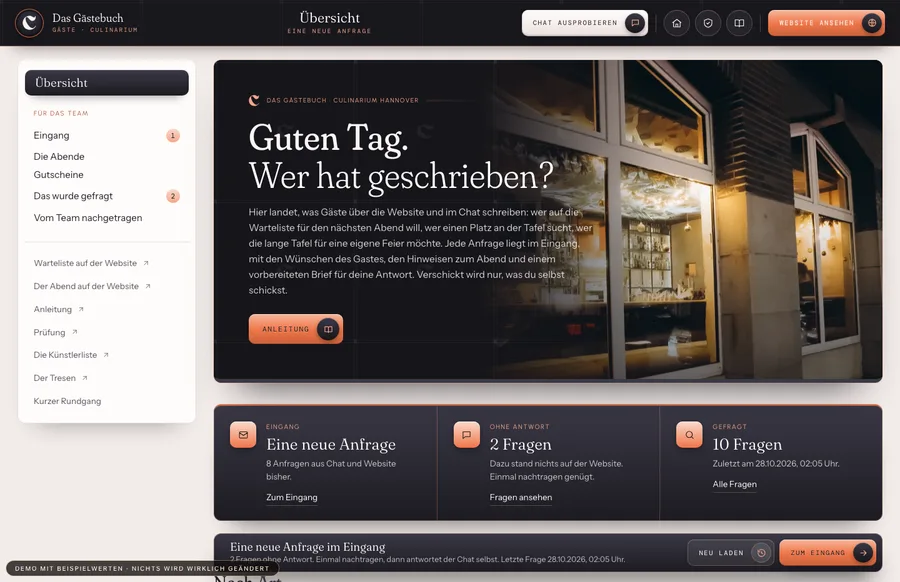 Das Gästebuch
GÄSTE · CULINARIUM
Übersicht
EINE NEUE ANFRAGE
CHAT AUSPROBIEREN
WEBSITE ANSEHEN
Übersicht
FÜR DAS TEAM
Eingang 1
Die Abende
Gutscheine
Das wurde gefragt 2
Vom Team nachgetragen
Warteliste auf der Website
Der Abend auf der Website
Anleitung
Prüfung
Die Künstlerliste
Der Tresen
Kurzer Rundgang
DAS GÄSTEBUCH · CULINARIUM HANNOVER
Guten Tag.
Wer hat geschrieben?
Hier landet, was Gäste über die Website und im Chat schreiben: wer auf die
Warteliste für den nächsten Abend will, wer einen Platz an der Tafel sucht, wer
die lange Tafel für eine eigene Feier möchte. Jede Anfrage liegt im Eingang,
mit den Wünschen des Gastes, den Hinweisen zum Abend und einem
vorbereiteten Brief für deine Antwort. Verschickt wird nur, was du selbst
schickst.
ANLEITUNG
EINGANG
Eine neue Anfrage
8 Anfragen aus Chat und Website
bisher.
Zum Eingang
OHNE ANTWORT
2 Fragen
Dazu stand nichts auf der Website.
Einmal nachtragen genügt.
Fragen ansehen
GEFRAGT
10 Fragen
Zuletzt am 28.10.2026, 02:05 Uhr.
Alle Fragen
Eine neue Anfrage im Eingang
2 Fragen ohne Antwort. Einmal nachtragen, dann antwortet der Chat selbst. Letzte Frage 28.10.2026, 02:05 Uhr.
NEU LADEN
ZUM EINGANG
DEMO MIT BEISPIELWERTEN · NICHTS WIRD WIRKLICH GEÄNDERT
Nach Art